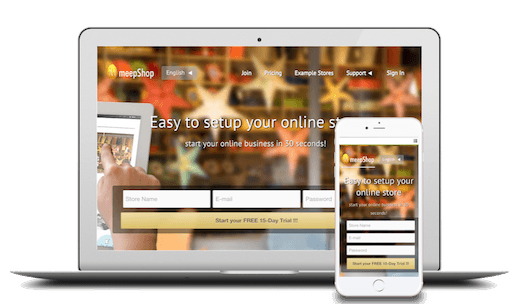 meepShop
English
Join
Pricing
Example Stores
Support
Sign In
Easy to setup your online st
start your online business in 30 seconds!
Store Name
E-mail
Password
Start your FREE 15-Day Trial !!!
meepShop
English
Easy to setup your
online store
start your online business in 30
seconds!
Store Name
E-mail
Password
Start your FREE 15-Day Trial !!!